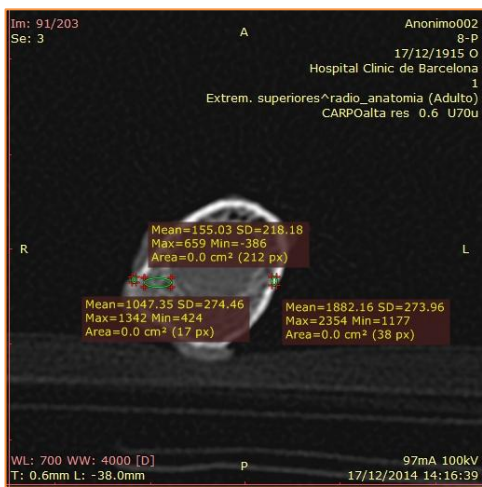 Im: 91/203
Se: 3
A
Anonimo002
8-P
17/12/1915 O
Hospital Clinic de Barcelona
1
Extrem. superiores^radio_anatomia (Adulto)
CARPOalta res 0.6 U70u
Mean=155.03 SD=218.18
Max=659 Min=-386
Area=0.0 cm² (212 px)
R
L
Mean=1047.35 SD=274.46
Max=1342 Min=424
Area=0.0 cm² (17 px)
Mean=1882.16 SD=273.96
Max=2354 Min=1177
Area=0.0 cm² (38 px)
WL: 700 WW: 4000 [D]
T: 0.6mm L: -38.0mm
P
97mA 100kV
17/12/2014 14:16:39